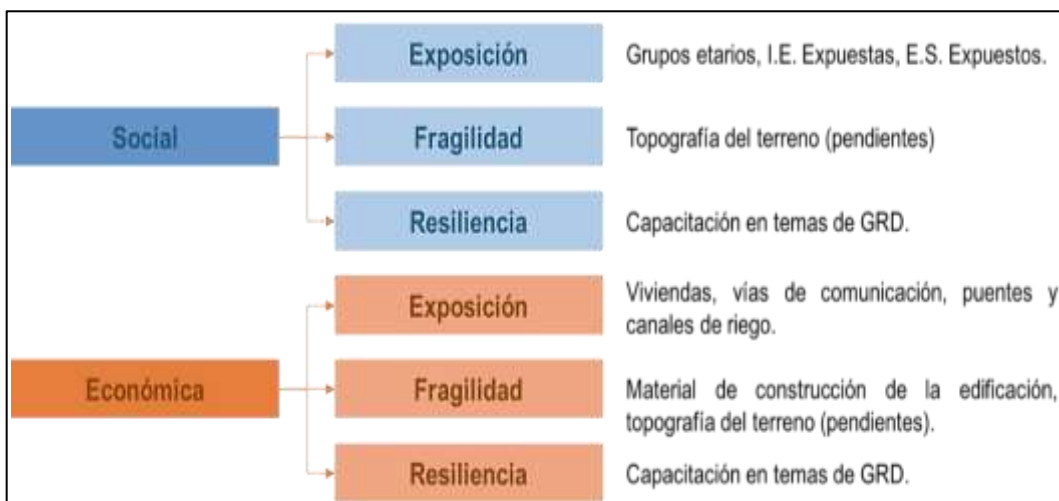 Exposición
Grupos etarios, I.E. Expuestas, E.S. Expuestos.
Social
Fragilidad
Topografía del terreno (pendientes)
Resiliencia
Capacitación en temas de GRD.
Exposición
Viviendas, vías de comunicación, puentes y
canales de riego.
Económica
Fragilidad
Material de construcción de la edificación,
topografía del terreno (pendientes).
Resiliencia
Capacitación en temas de GRD.